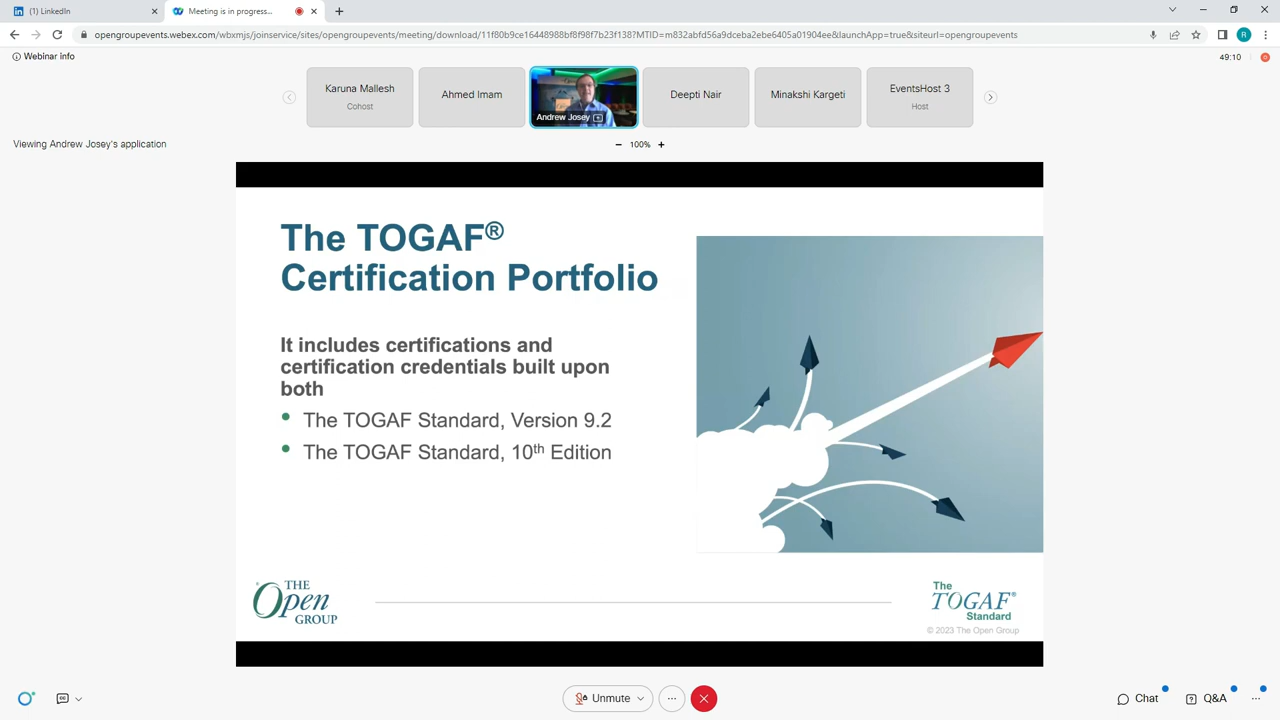 (1) LinkedIn
Meeting is in progress...
opengroupevents.webex.com/wbxmjs/joinservice/sites/opengroupevents/meeting/download/11f80b9ce16448988bf8f98f7b23f138?MTID=m832abfd56a9dceba2ebe6405a01904ee&launchApp=true&siteurl=opengroupevents
R
Webinar info
49:10
Karuna Mallesh
Cohost
Ahmed Imam
Andrew Josey
Deepti Nair
Minakshi Kargeti
EventsHost 3
Host
Viewing Andrew Josey's application
100%
The TOGAF®
Certification Portfolio
It includes certifications and
certification credentials built upon
both
• The TOGAF Standard, Version 9.2
• The TOGAF Standard, 10th Edition
THE
Open
GROUP
The
TOGAF®
Standard
© 2023 The Open Group
Unmute
Chat
Q&A